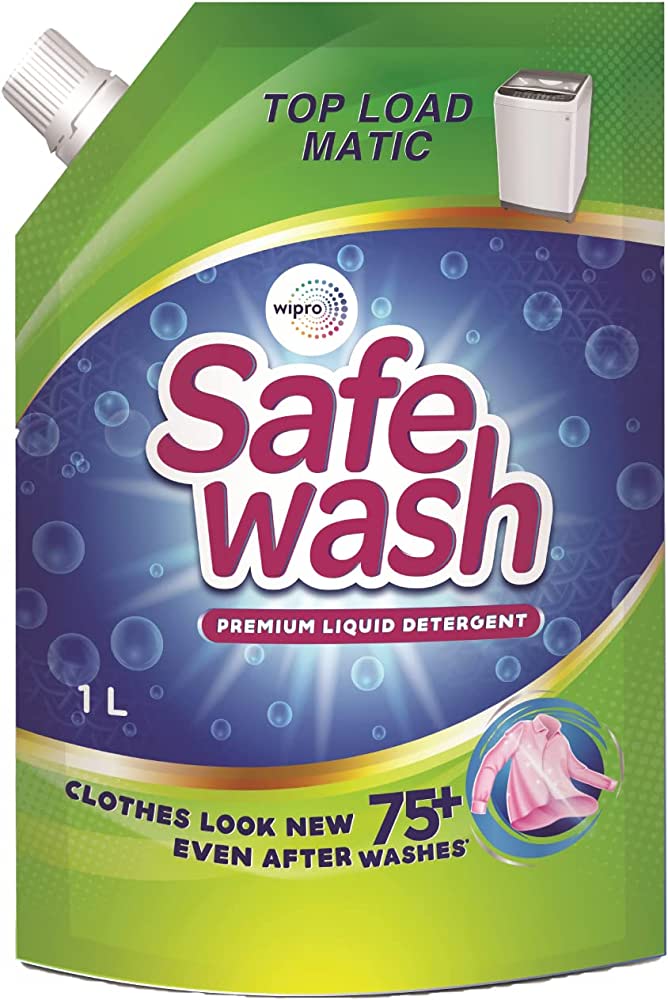 TOP LOAD
MATIC
wipro
Safe
wash
PREMIUM LIQUID DETERGENT
1 L
CLOTHES LOOK NEW 75+
EVEN AFTER WASHES*